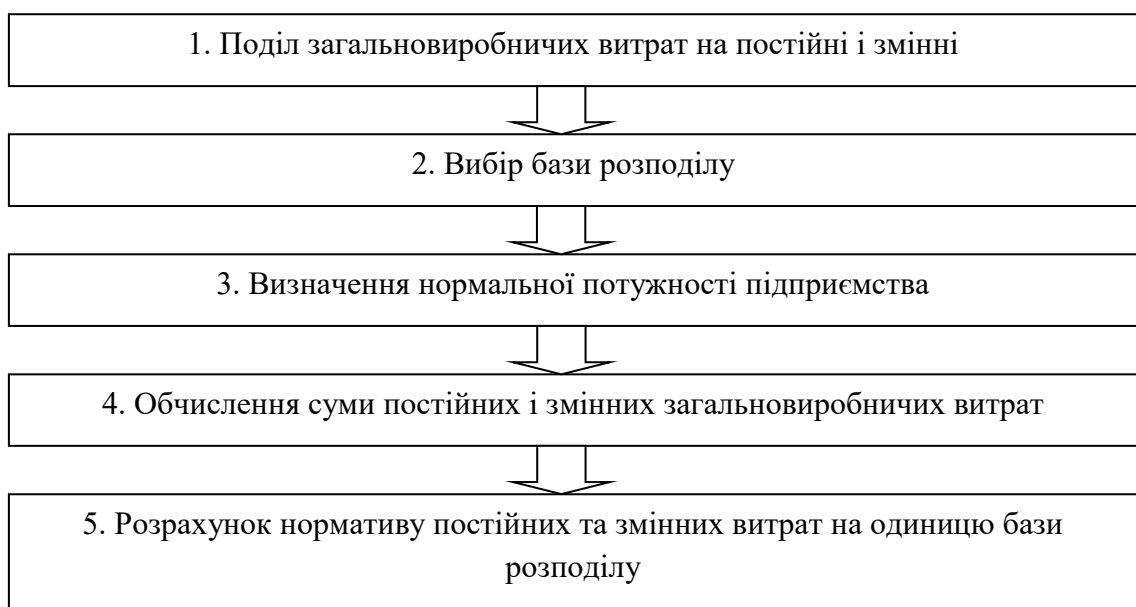 1. Поділ загальновиробничих витрат на постійні і змінні
2. Вибір бази розподілу
3. Визначення нормальної потужності підприємства
4. Обчислення суми постійних і змінних загальновиробничих витрат
5. Розрахунок нормативу постійних та змінних витрат на одиницю бази
розподілу